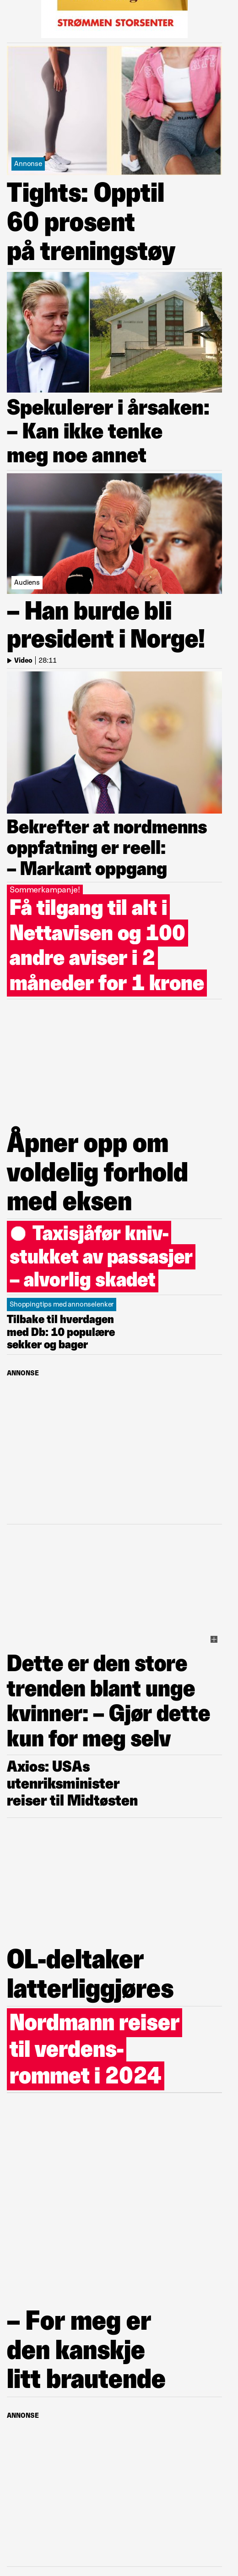 STRØMMEN STORSENTER
Annonse
Tights: Opptil
60 prosent
på treningstøy
Spekulerer i årsaken:
– Kan ikke tenke
meg noe annet
Audiens
– Han burde bli
president i Norge!
Video | 28:11
Bekrefter at nordmenns
oppfatning er reell:
– Markant oppgang
Sommerkampanje!
Få tilgang til alt i
Nettavisen og 100
andre aviser i 2
måneder for 1 krone
Åpner opp om
voldelig forhold
med eksen
Taxisjåfør kniv-
stukket av passasjer
– alvorlig skadet
Shoppingtips med annonselenker
Tilbake til hverdagen
med Db: 10 populære
sekker og bager
ANNONSE
Dette er den store
trenden blant unge
kvinner: – Gjør dette
kun for meg selv
Axios: USAs
utenriksminister
reiser til Midtøsten
OL-deltaker
latterliggjøres
Nordmann reiser
til verdens-
rommet i 2024
– For meg er
den kanskje
litt brautende
ANNONSE